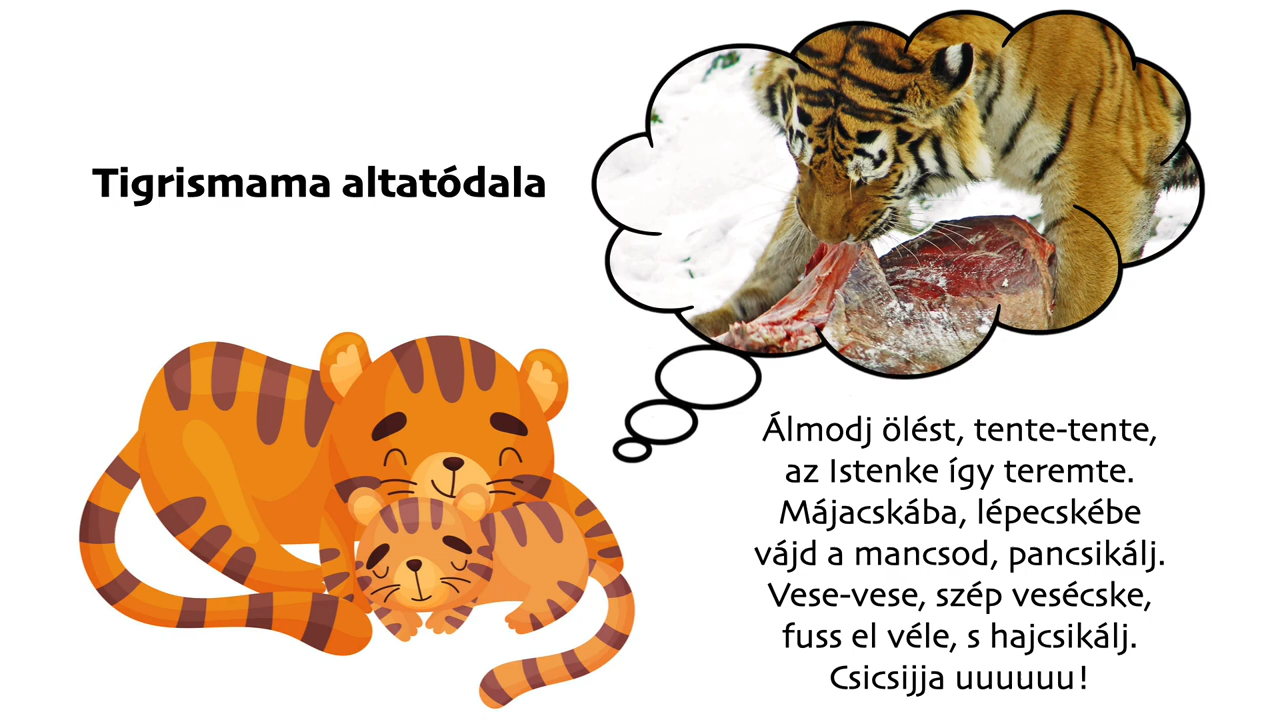 Tigrismama altatódala
Álmodj ölést, tente-tente,
az Istenke így teremte.
Májacskába, lépecskébe
vájd a mancsod, pancsikálj.
Vese-vese, szép vesécske,
fuss el véle, s hajcsikálj.
Csicsijja uuuuuu!